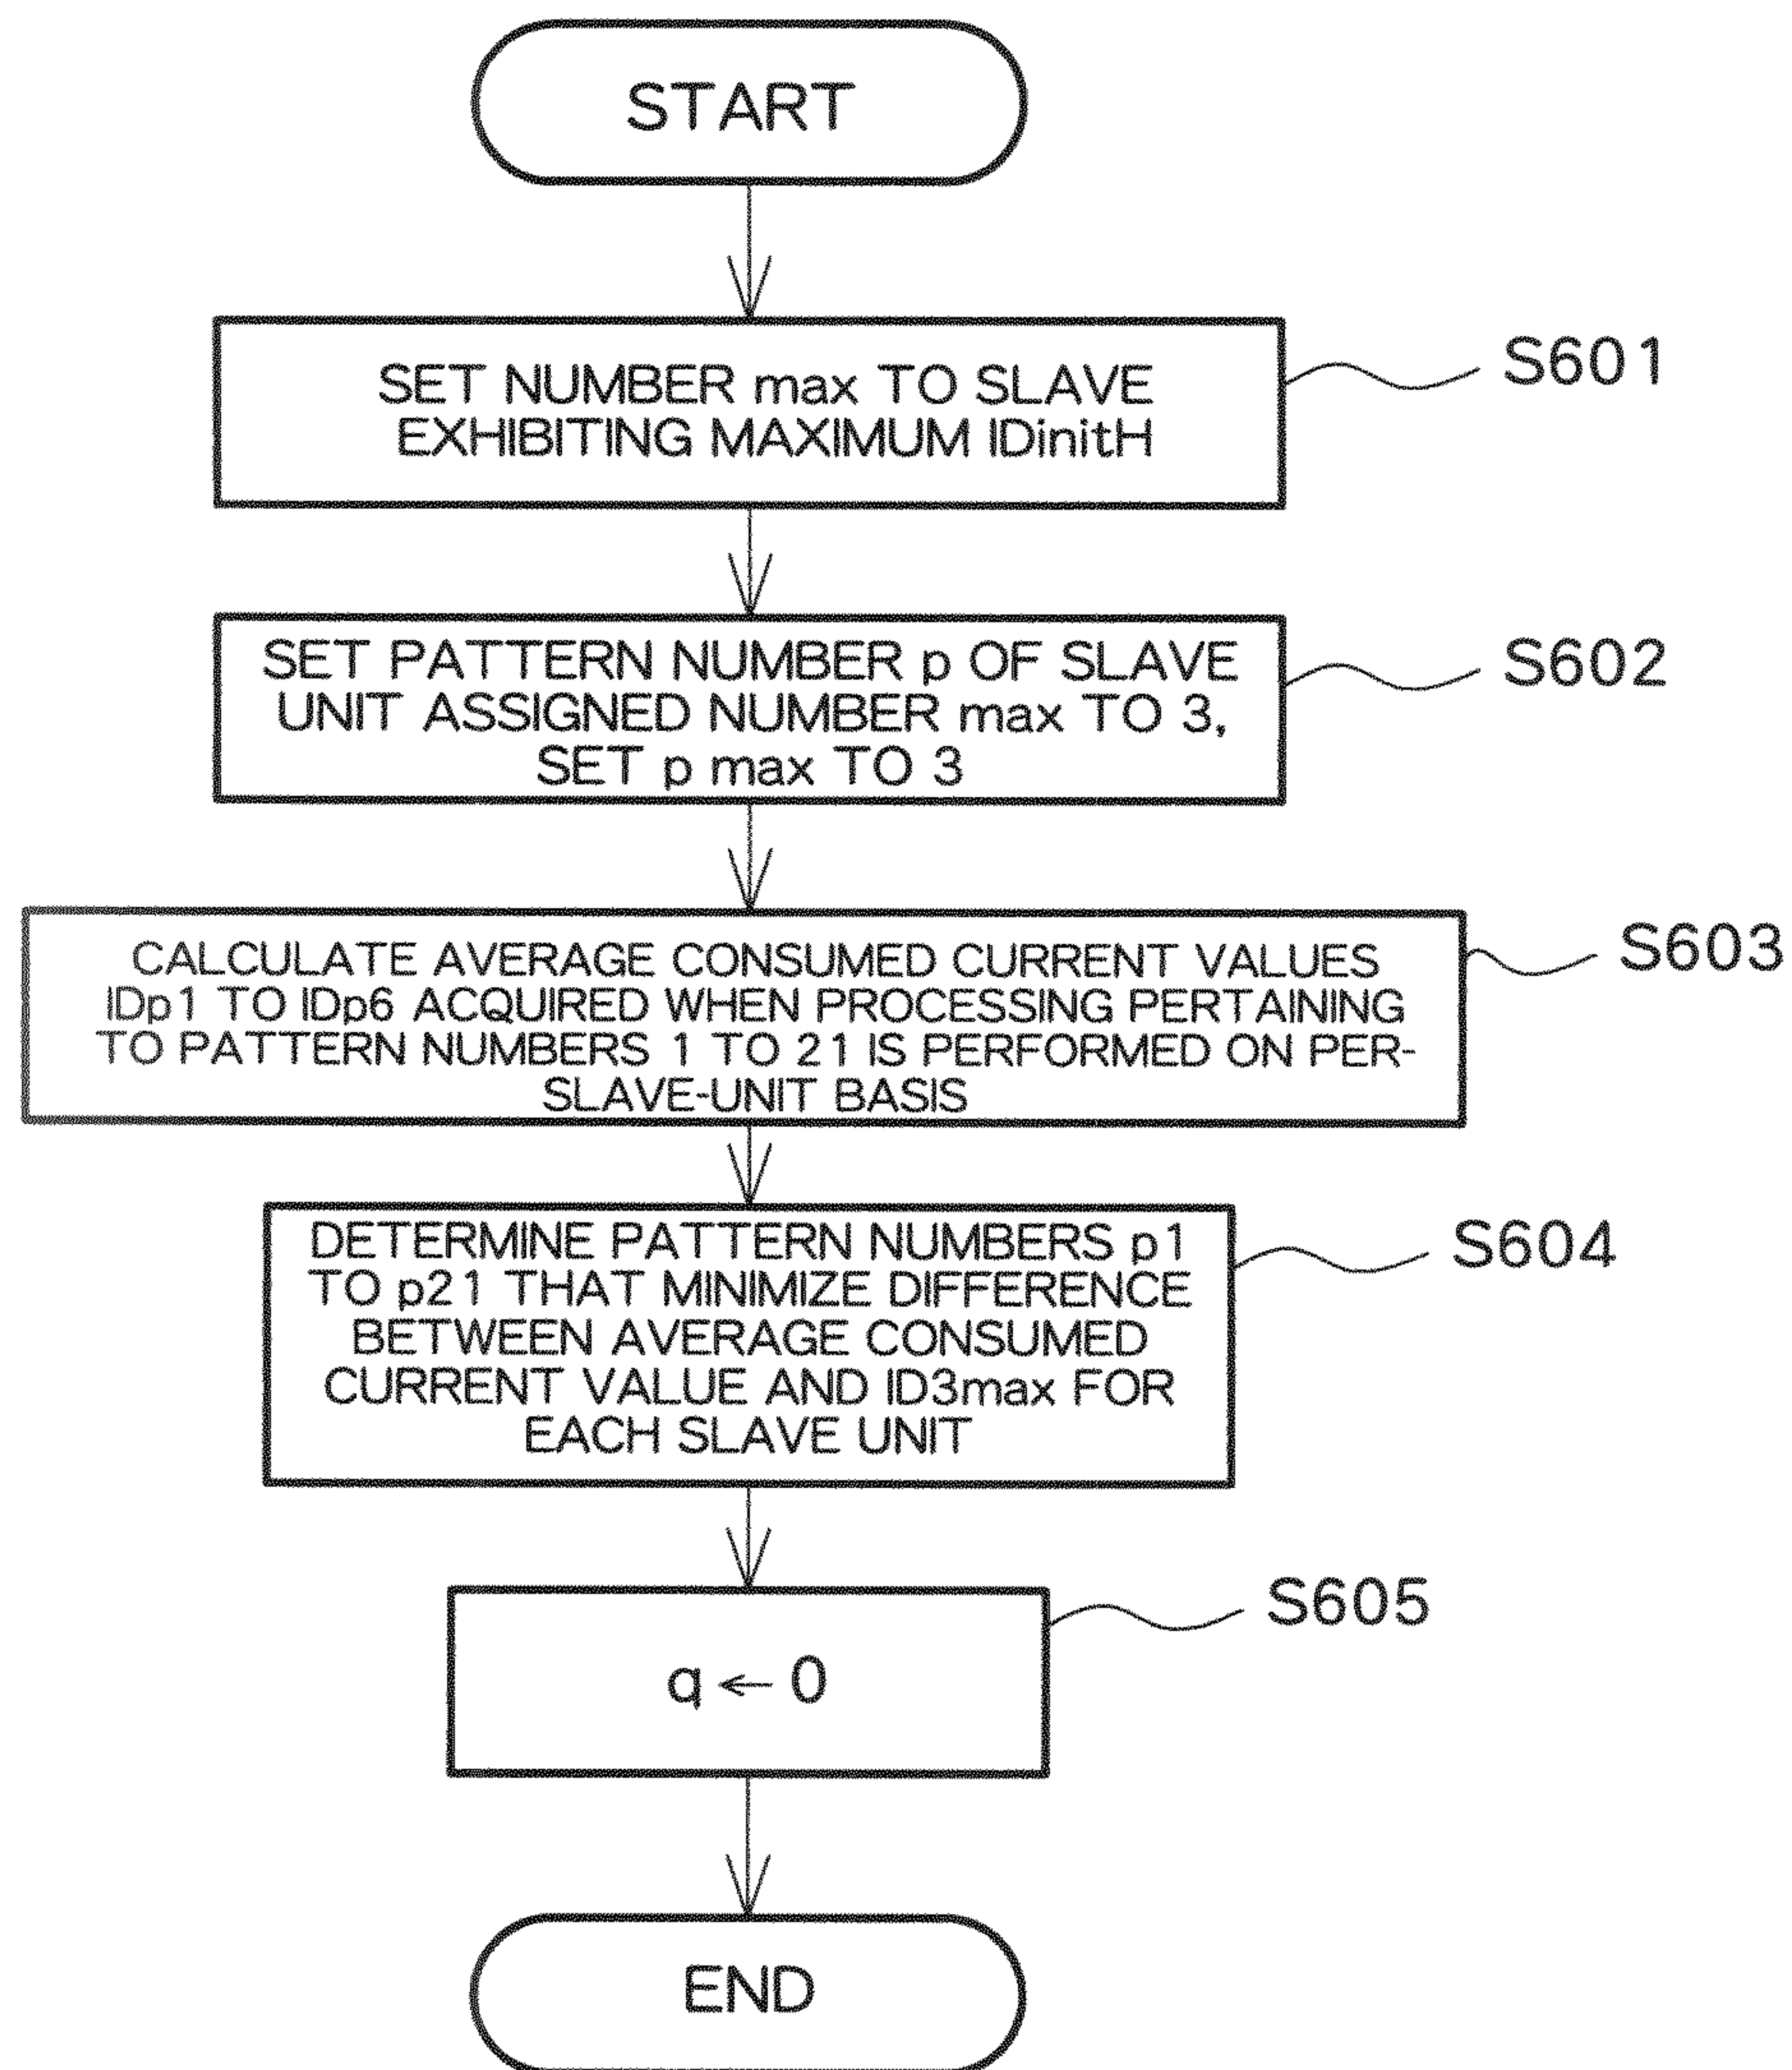 START
SET NUMBER max TO SLAVE
EXHIBITING MAXIMUM IDinitH
S601
SET PATTERN NUMBER p OF SLAVE
UNIT ASSIGNED NUMBER max TO 3,
SET p max TO 3
S602
CALCULATE AVERAGE CONSUMED CURRENT VALUES
IDp1 TO IDp6 ACQUIRED WHEN PROCESSING PERTAINING
TO PATTERN NUMBERS 1 TO 21 IS PERFORMED ON PER-
SLAVE-UNIT BASIS
S603
DETERMINE PATTERN NUMBERS p1
TO p21 THAT MINIMIZE DIFFERENCE
BETWEEN AVERAGE CONSUMED
CURRENT VALUE AND ID3max FOR
EACH SLAVE UNIT
S604
q ← 0
S605
END